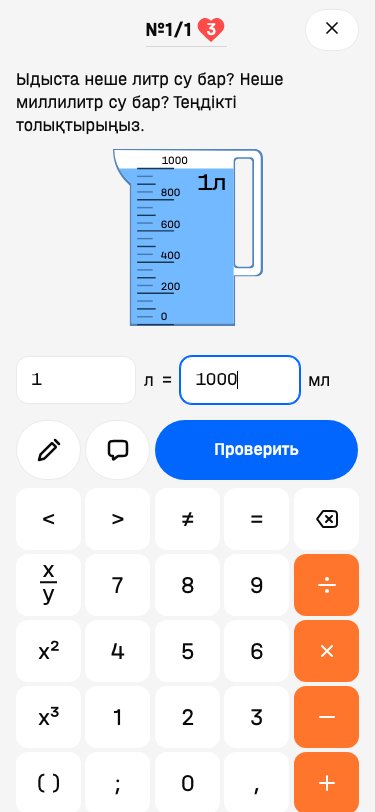 №1/1 3
Ыдыста неше литр су бар? Неше
миллилитр су бар? Теңдікті
толықтырыңыз.
1000
1л
800
600
400
200
0
1 л = 1000 мл
Проверить
< > ≠ =
x/y 7 8 9 ÷
x² 4 5 6 ×
x³ 1 2 3 −
( ) ; 0 , +